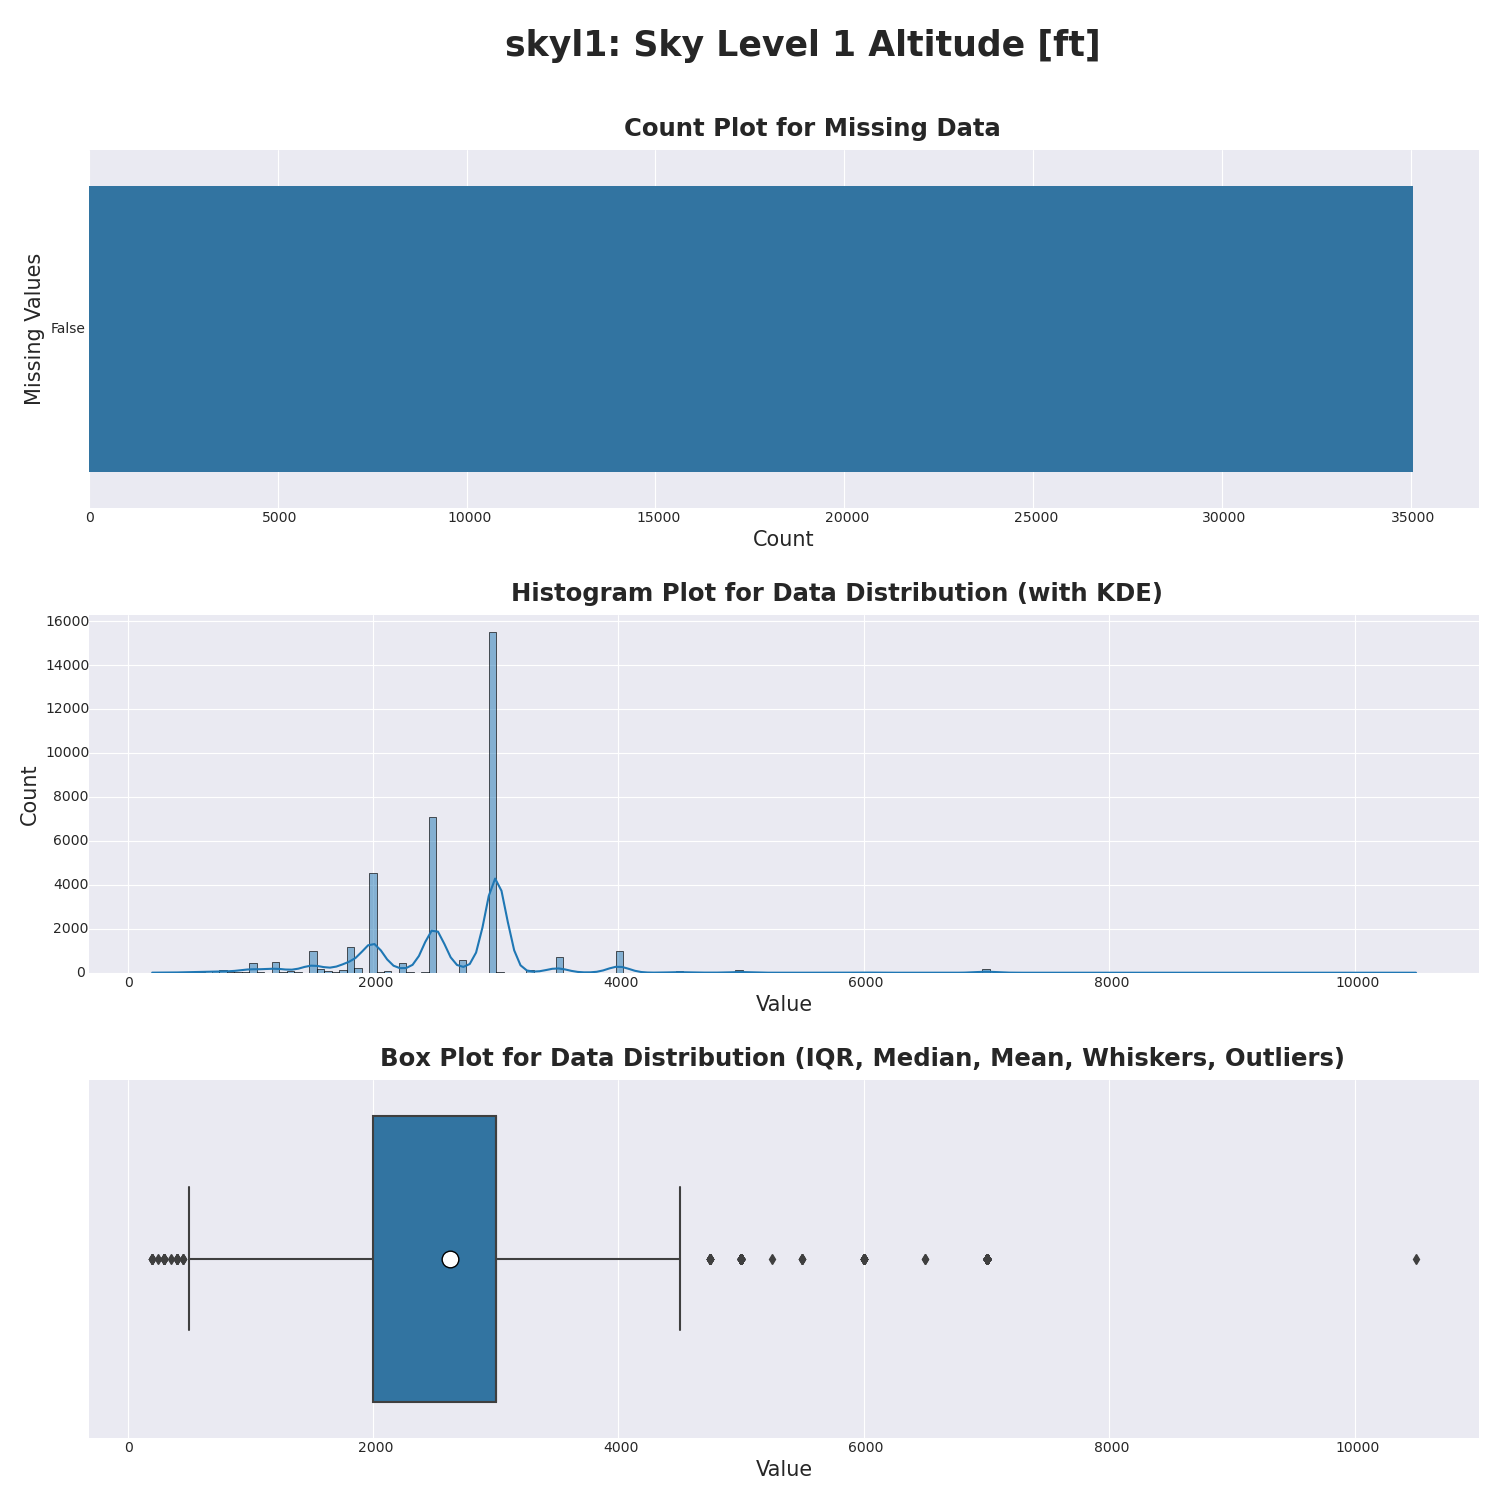 skyl1: Sky Level 1 Altitude [ft]
Count Plot for Missing Data
Missing Values
False
0 5000 10000 15000 20000 25000 30000 35000
Count
Histogram Plot for Data Distribution (with KDE)
Count
16000
14000
12000
10000
8000
6000
4000
2000
0
0 2000 4000 6000 8000 10000
Value
Box Plot for Data Distribution (IQR, Median, Mean, Whiskers, Outliers)
0 2000 4000 6000 8000 10000
Value